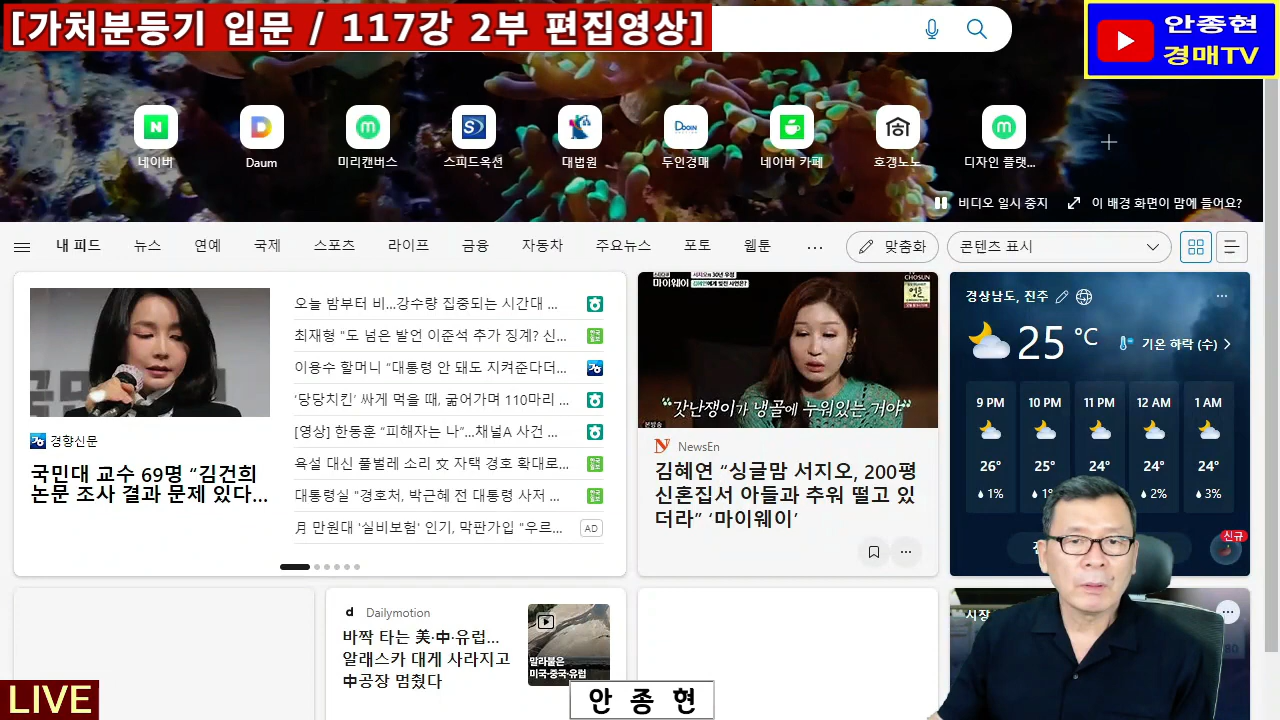 [가처분등기 입문 / 117강 2부 편집영상]
안종현
경매TV
네이버
Daum
미리캔버스
스피드옥션
대법원
두인경매
네이버 카페
호갱노노
디자인 플랫...
비디오 일시 중지
이 배경 화면이 맘에 들어요?
내 피드
뉴스
연예
국제
스포츠
라이프
금융
자동차
주요뉴스
포토
웹툰
...
맞춤화
콘텐츠 표시
경향신문
국민대 교수 69명 “김건희
논문 조사 결과 문제 있다...
오늘 밤부터 비...강수량 집중되는 시간대 ...
최재형 "도 넘은 발언 이준석 추가 징계? 신...
이용수 할머니 “대통령 안 돼도 지켜준다더...
'당당치킨' 싸게 먹을 때, 굶어가며 110마리 ...
[영상] 한동훈 “피해자는 나”...채널A 사건 ...
욕설 대신 풀벌레 소리 文 자택 경호 확대로...
대통령실 "경호처, 박근혜 전 대통령 사저 ...
月 만원대 '실비보험' 인기, 막판가입 "우르...
AD
마이웨이
CHOSUN
“갓난쟁이가 냉골에 누워있는 거야”
본방송
NewsEn
김혜연 “싱글맘 서지오, 200평
신혼집서 아들과 추워 떨고 있
더라” ‘마이웨이’
경상남도, 진주
25 °C
기온 하락 (수)
9 PM
10 PM
11 PM
12 AM
1 AM
26°
25°
24°
24°
24°
1%
2%
3%
신규
시장
Dailymotion
바짝 타는 美·中·유럽...
알래스카 대게 사라지고
中공장 멈췄다
말라붙은
미국·중국·유럽
LIVE
안 종 현